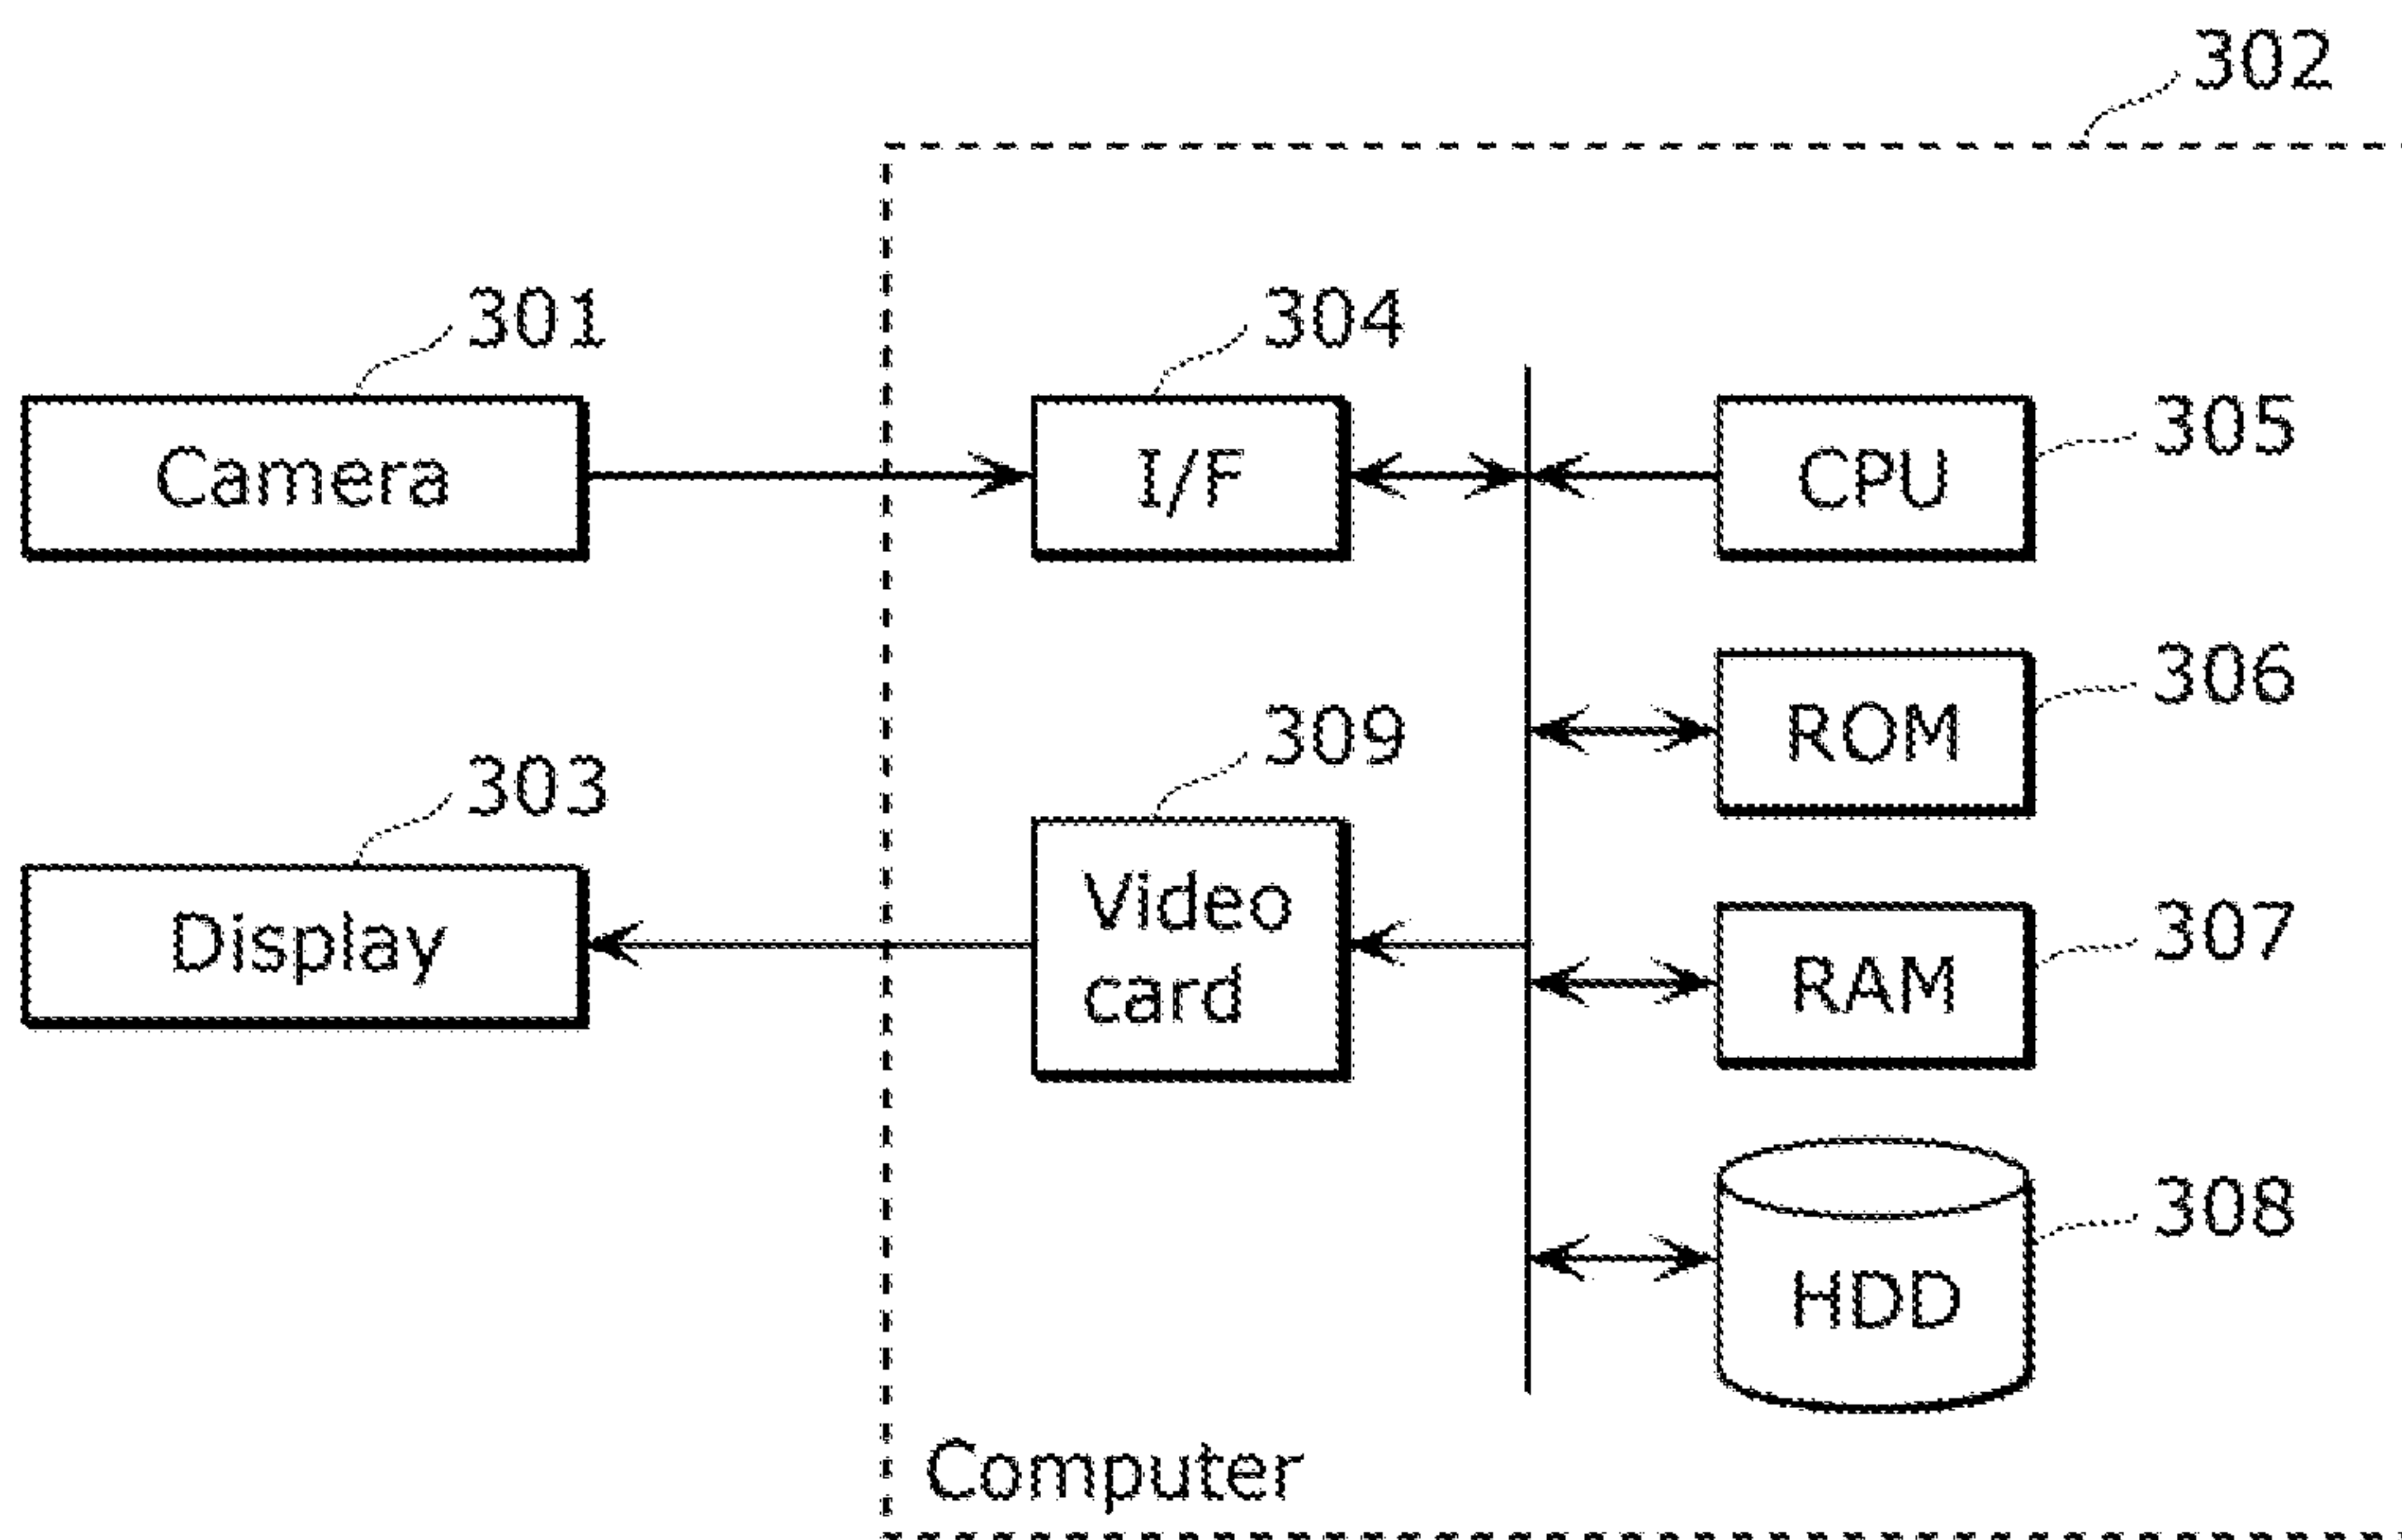 302
301
304
305
Camera
I/F
CPU
306
ROM
309
303
Video
card
Display
307
RAM
308
HDD
Computer